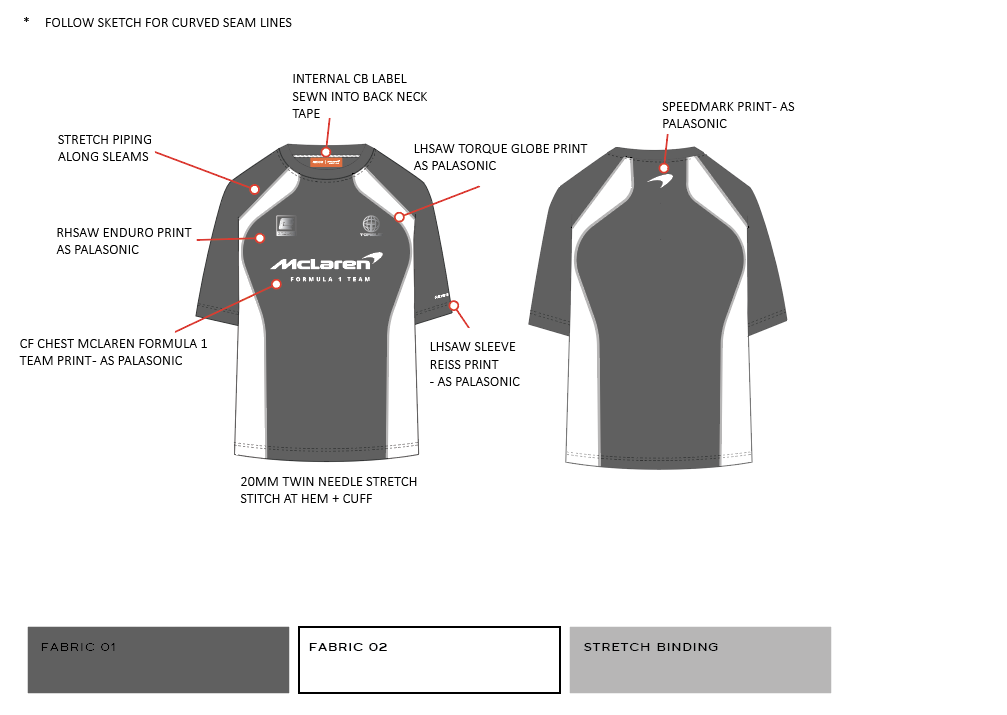 * FOLLOW SKETCH FOR CURVED SEAM LINES
INTERNAL CB LABEL
SEWN INTO BACK NECK
TAPE
SPEEDMARK PRINT- AS
PALASONIC
STRETCH PIPING
ALONG SLEAMS
LHSAW TORQUE GLOBE PRINT
AS PALASONIC
RHSAW ENDURO PRINT
AS PALASONIC
McLaren
FORMULA 1 TEAM
CF CHEST MCLAREN FORMULA 1
TEAM PRINT- AS PALASONIC
LHSAW SLEEVE
REISS PRINT
- AS PALASONIC
20MM TWIN NEEDLE STRETCH
STITCH AT HEM + CUFF
FABRIC 01
FABRIC 02
STRETCH BINDING